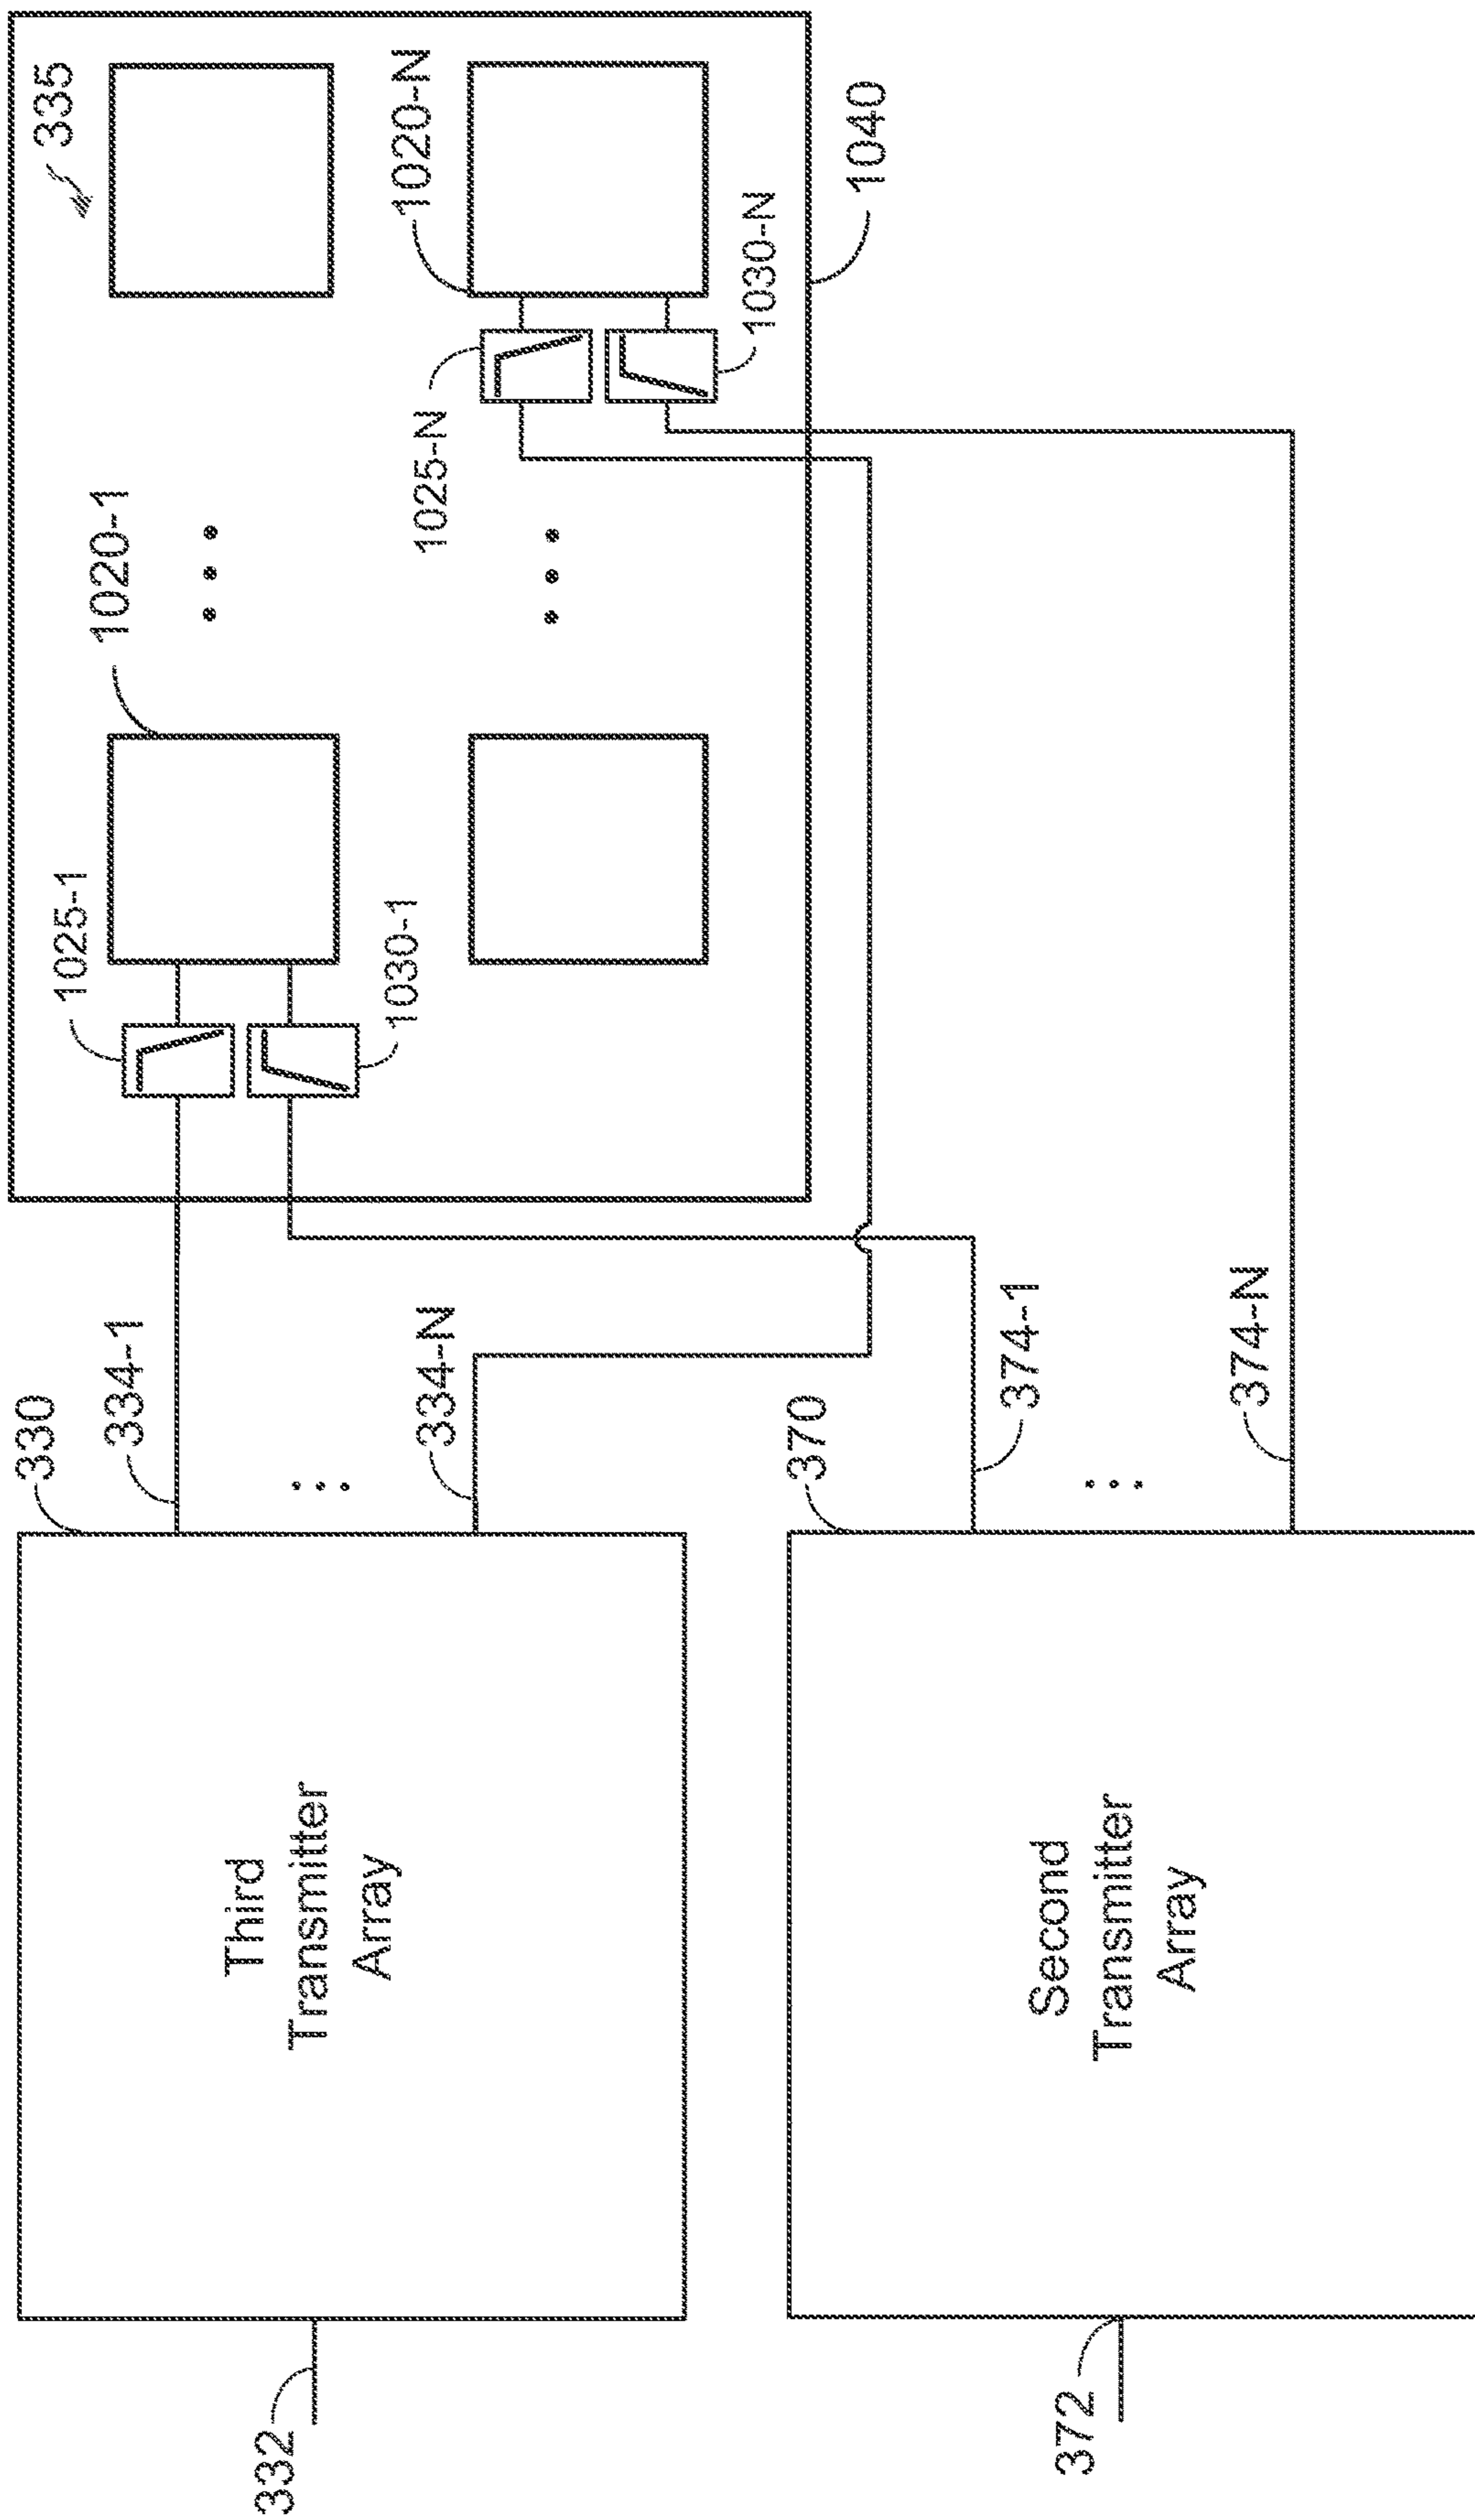 332
Third
Transmitter
Array
330
334-1
334-N
1025-1
1030-1
1020-1
335
1020-N
1025-N
1030-N
1040
372
Second
Transmitter
Array
370
374-1
374-N